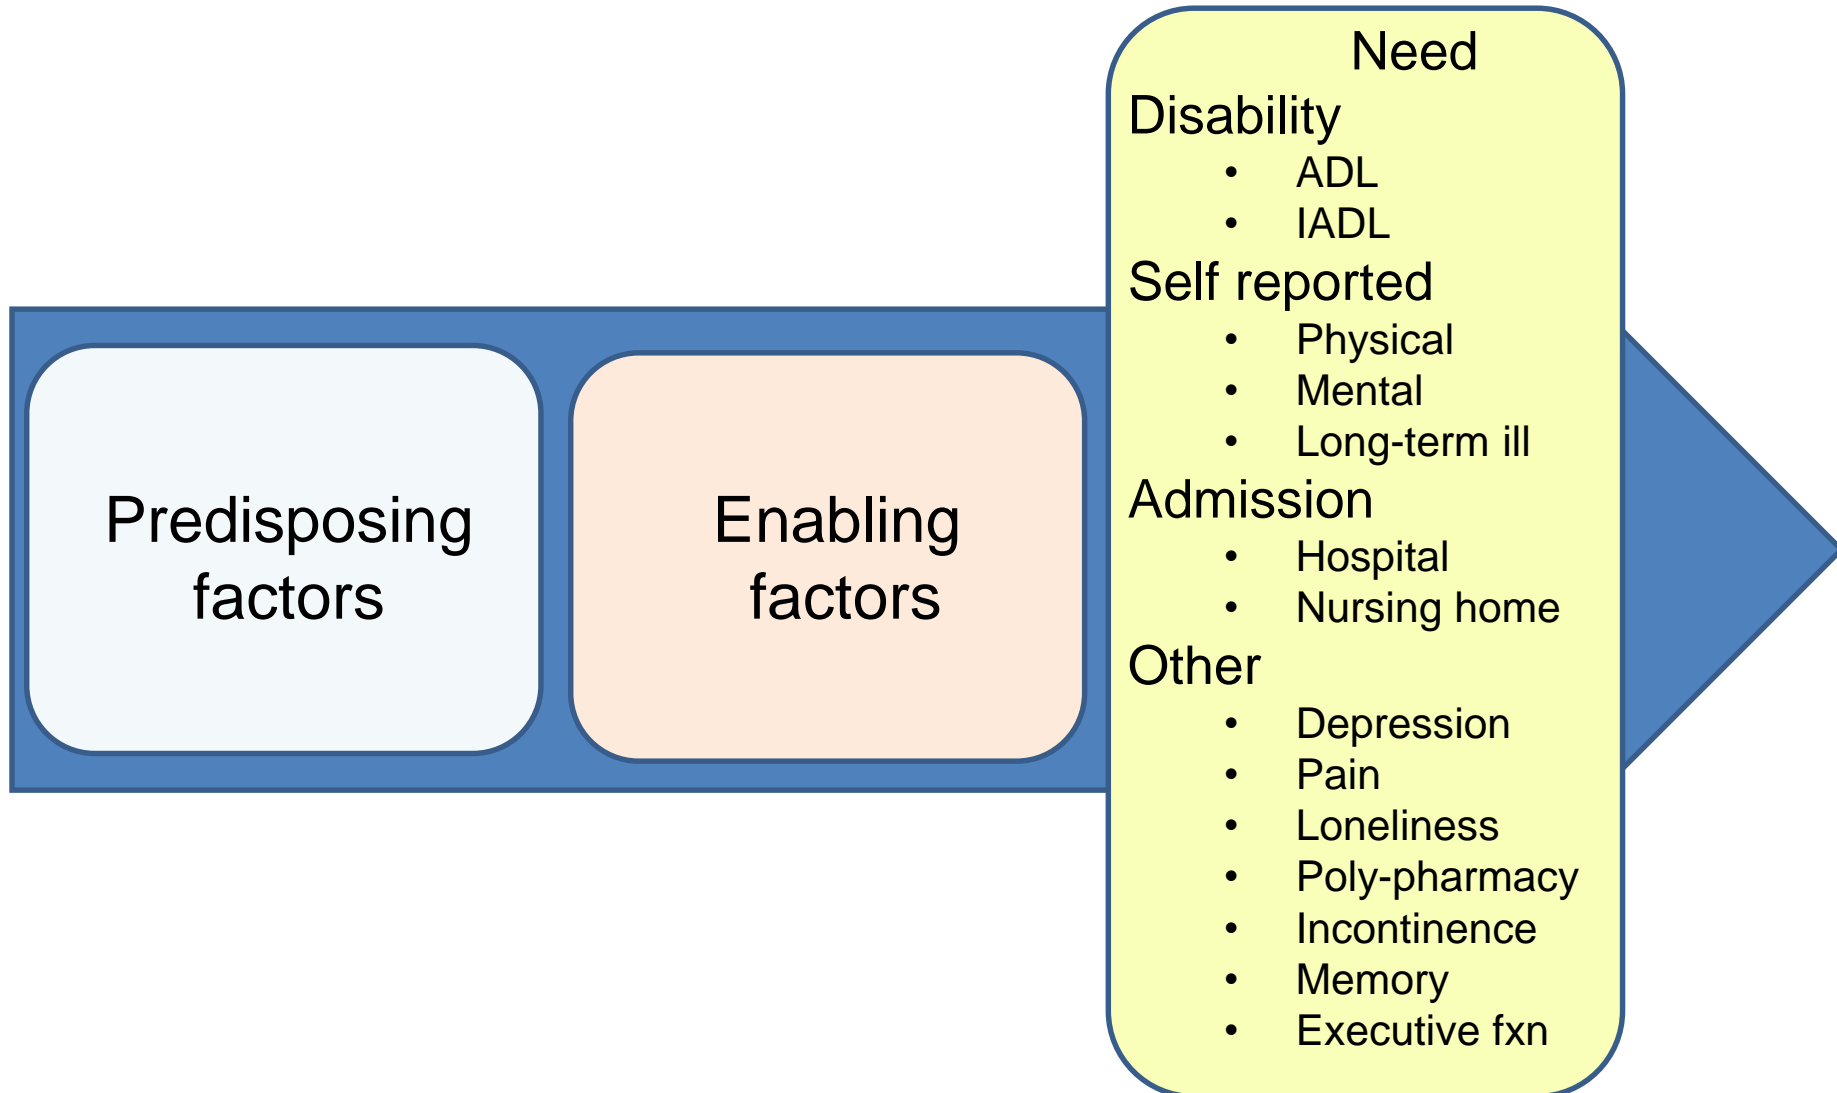 Predisposing
factors
Enabling
factors
Need
Disability
• ADL
• IADL
Self reported
• Physical
• Mental
• Long-term ill
Admission
• Hospital
• Nursing home
Other
• Depression
• Pain
• Loneliness
• Poly-pharmacy
• Incontinence
• Memory
• Executive fxn